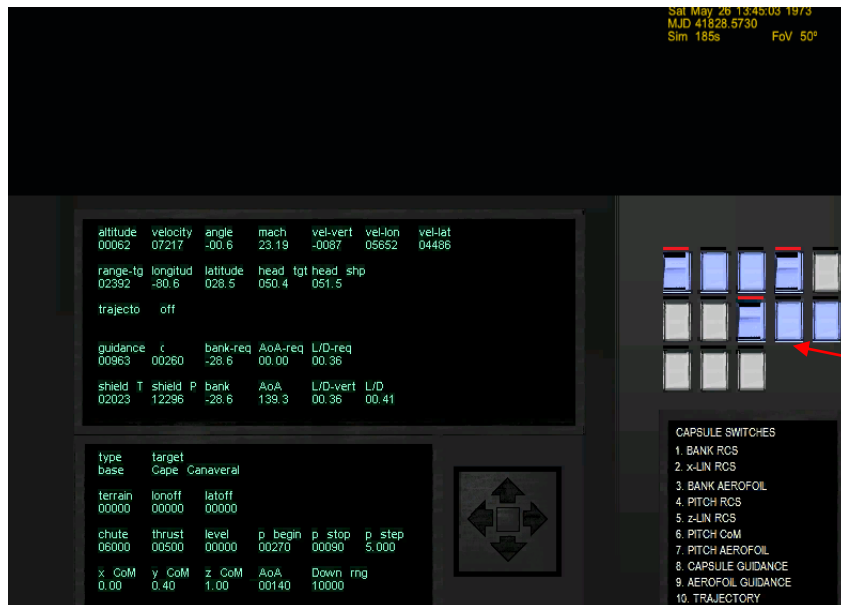 Sat May 26 13:45:03 1973
MJD 41828.5730
Sim 185s FoV 50°
altitude velocity angle mach vel-vert vel-lon vel-lat
00062 07217 -00.6 23.19 -0087 05652 04486
range-tg longitud latitude head tgt head shp
02392 -80.6 028.5 050.4 051.5
trajecto off
guidance c bank-req AoA-req L/D-req
00963 00260 -28.6 00.00 00.36
shield T shield P bank AoA L/D-vert L/D
02023 12296 -28.6 139.3 00.36 00.41
type target
base Cape Canaveral
terrain lonoff latoff
00000 00000 00000
chute thrust level p begin p stop p step
06000 00500 00000 00270 00090 5.000
x CoM y CoM z CoM AoA Down rng
0.00 0.40 1.00 00140 10000
CAPSULE SWITCHES
1. BANK RCS
2. x-LIN RCS
3. BANK AEROFOIL
4. PITCH RCS
5. z-LIN RCS
6. PITCH CoM
7. PITCH AEROFOIL
8. CAPSULE GUIDANCE
9. AEROFOIL GUIDANCE
10. TRAJECTORY